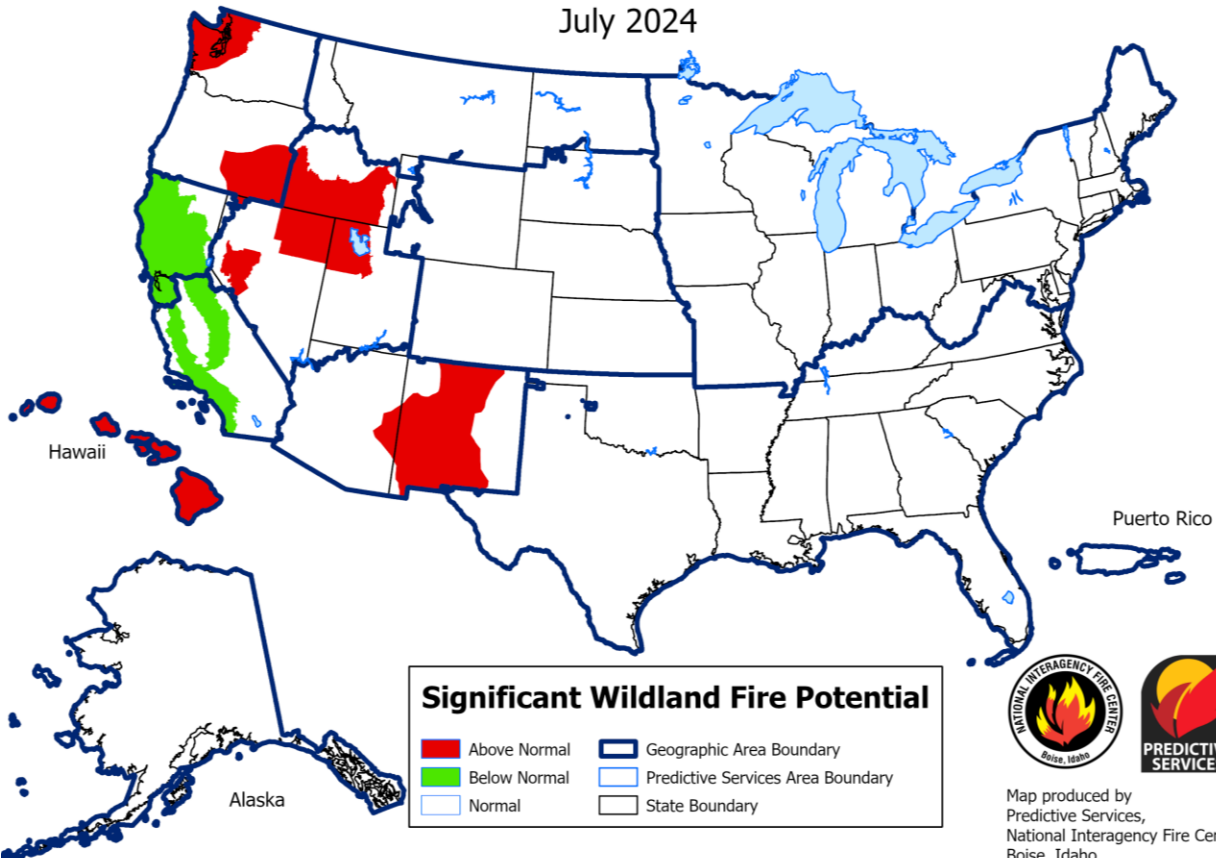 July 2024
Hawaii
Puerto Rico
Alaska
Significant Wildland Fire Potential
Above Normal
Below Normal
Normal
Geographic Area Boundary
Predictive Services Area Boundary
State Boundary
NATIONAL INTERAGENCY FIRE CENTER
Boise, Idaho
PREDICTIV
SERVICE
Map produced by
Predictive Services,
National Interagency Fire Cen
Boise, Idaho